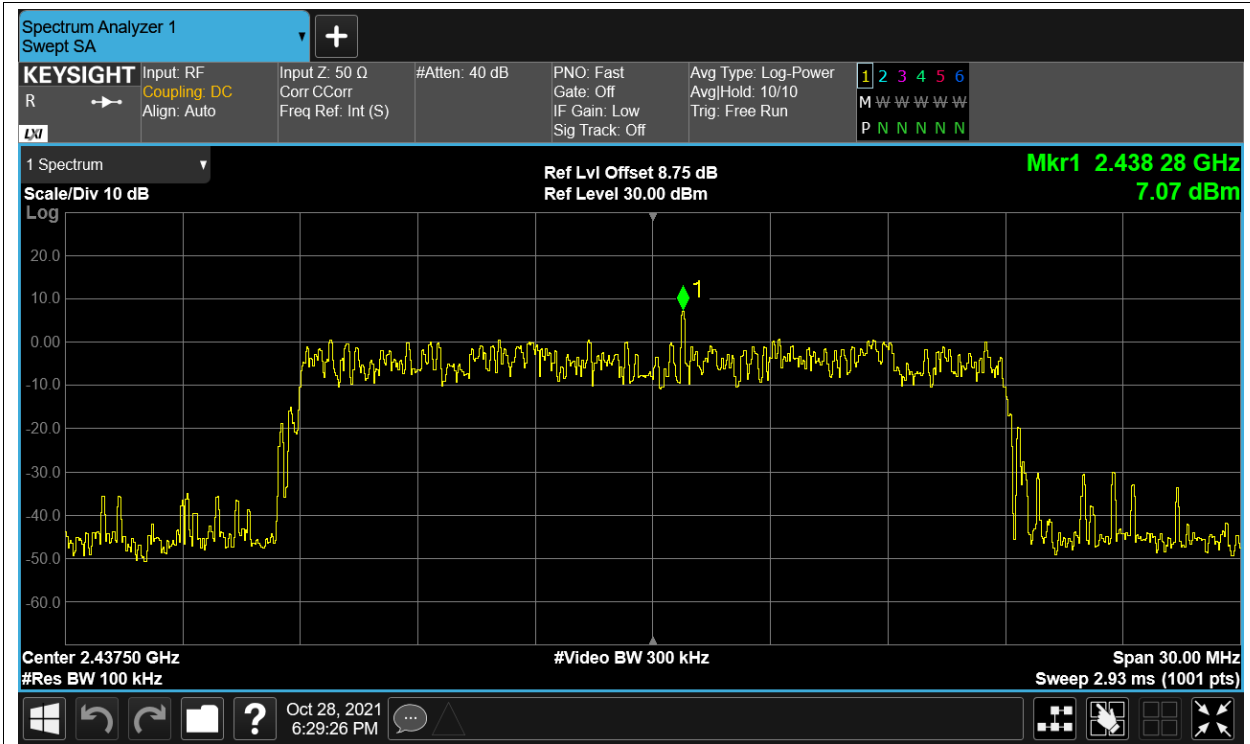 Spectrum Analyzer 1
Swept SA
+
KEYSIGHT
R
LXI
Input: RF
Coupling: DC
Align: Auto
Input Z: 50 Ω
Corr CCorr
Freq Ref: Int (S)
#Atten: 40 dB
PNO: Fast
Gate: Off
IF Gain: Low
Sig Track: Off
Avg Type: Log-Power
Avg|Hold: 10/10
Trig: Free Run
1 2 3 4 5 6
M W W W W W
P N N N N N
1 Spectrum
Scale/Div 10 dB
Log
Ref Lvl Offset 8.75 dB
Ref Level 30.00 dBm
Mkr1 2.438 28 GHz
7.07 dBm
20.0
10.0
1
0.00
-10.0
-20.0
-30.0
-40.0
-50.0
-60.0
Center 2.43750 GHz
#Res BW 100 kHz
#Video BW 300 kHz
Span 30.00 MHz
Sweep 2.93 ms (1001 pts)
?
Oct 28, 2021
6:29:26 PM